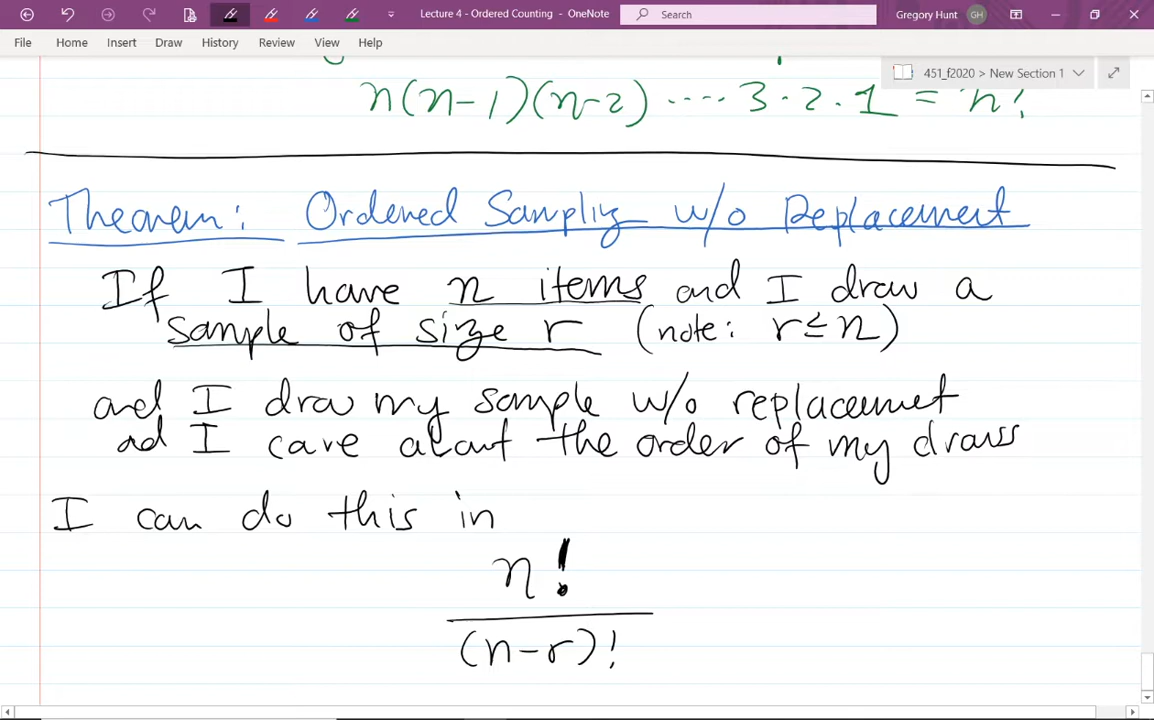 Lecture 4 - Ordered Counting - OneNote
Search
Gregory Hunt
GH
File Home Insert Draw History Review View Help
451_f2020 > New Section 1
n(n-1)(n-2) .... 3 · 2 · 1 = n!
Theorem: Ordered Sampling w/o Replacement
If I have n items and I draw a
sample of size r (note: r ≤ n)
and I draw my sample w/o replacement
and I care about the order of my draws
I can do this in
n!
(n-r)!